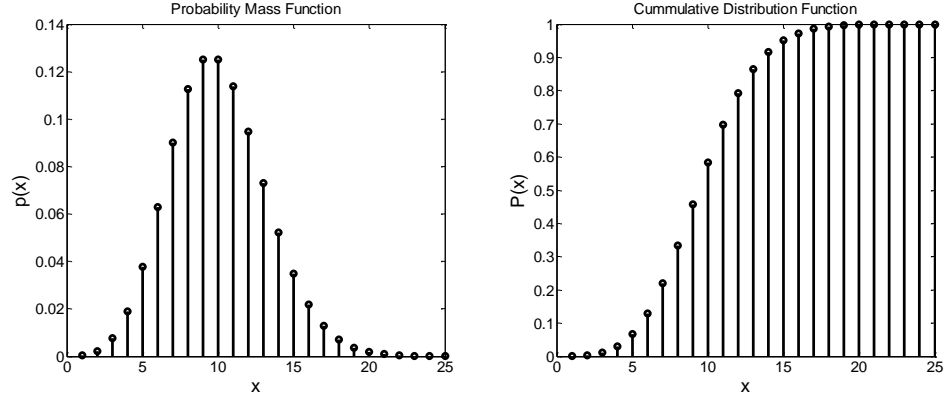 Probability Mass Function
0.14
0.12
0.1
0.08
0.06
0.04
0.02
0
p(x)
0 5 10 15 20 25
x
Cummulative Distribution Function
1
0.9
0.8
0.7
0.6
0.5
0.4
0.3
0.2
0.1
0
P(x)
0 5 10 15 20 25
x